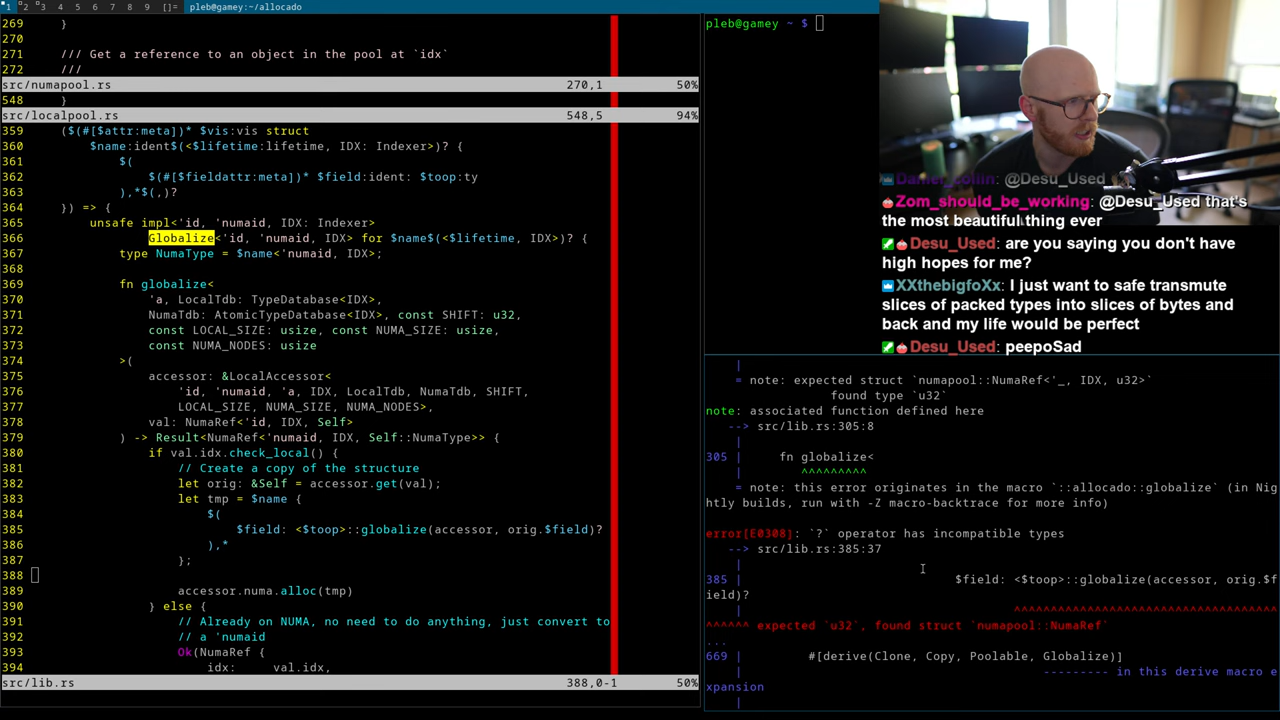 1 2 3 4 5 6 7 8 9 []= pleb@gamey:~/allocado
269 }
270
271 /// Get a reference to an object in the pool at `idx`
272 ///
src/numapool.rs 270,1 50%
548 }
src/localpool.rs 548,5 94%
359 ($(#[$attr:meta])* $vis:vis struct
360 $name:ident$(<$lifetime:lifetime, IDX: Indexer>)? {
361 $(
362 $(#[$fieldattr:meta])* $field:ident: $toop:ty
363 ),*$(,)?
364 }) => {
365 unsafe impl<'id, 'numaid, IDX: Indexer>
366 Globalize<'id, 'numaid, IDX> for $name$(<$lifetime, IDX>)? {
367 type NumaType = $name<'numaid, IDX>;
368
369 fn globalize<
370 'a, LocalTdb: TypeDatabase<IDX>,
371 NumaTdb: AtomicTypeDatabase<IDX>, const SHIFT: u32,
372 const LOCAL_SIZE: usize, const NUMA_SIZE: usize,
373 const NUMA_NODES: usize
374 >(
375 accessor: &LocalAccessor<
376 'id, 'numaid, 'a, IDX, LocalTdb, NumaTdb, SHIFT,
377 LOCAL_SIZE, NUMA_SIZE, NUMA_NODES>,
378 val: NumaRef<'id, IDX, Self>
379 ) -> Result<NumaRef<'numaid, IDX, Self::NumaType>> {
380 if val.idx.check_local() {
381 // Create a copy of the structure
382 let orig: &Self = accessor.get(val);
383 let tmp = $name {
384 $(
385 $field: <$toop>::globalize(accessor, orig.$field)?
386 ),*
387 };
388
389 accessor.numa.alloc(tmp)
390 } else {
391 // Already on NUMA, no need to do anything, just convert to
392 // a 'numaid
393 Ok(NumaRef {
394 idx: val.idx,
src/lib.rs 388,0-1 50%
pleb@gamey ~ $
@Desu_Used
Zom_should_be_working: @Desu_Used that's
the most beautiful thing ever
Desu_Used: are you saying you don't have
high hopes for me?
XXthebigfoXx: I just want to safe transmute
slices of packed types into slices of bytes and
back and my life would be perfect
Desu_Used: peepoSad
|
= note: expected struct `numapool::NumaRef<'_, IDX, u32>`
found type `u32`
note: associated function defined here
--> src/lib.rs:305:8
|
305 | fn globalize<
| ^^^^^^^^^
= note: this error originates in the macro `::allocado::globalize` (in Nig
htly builds, run with -Z macro-backtrace for more info)
error[E0308]: `?` operator has incompatible types
--> src/lib.rs:385:37
|
385 | $field: <$toop>::globalize(accessor, orig.$f
ield)?
| ^^^^^^^^^^^^^^^^^^^^^^^^^^^^^^^^^^^^
^^^^^^ expected `u32`, found struct `numapool::NumaRef`
...
669 | #[derive(Clone, Copy, Poolable, Globalize)]
| --------- in this derive macro e
xpansion
|